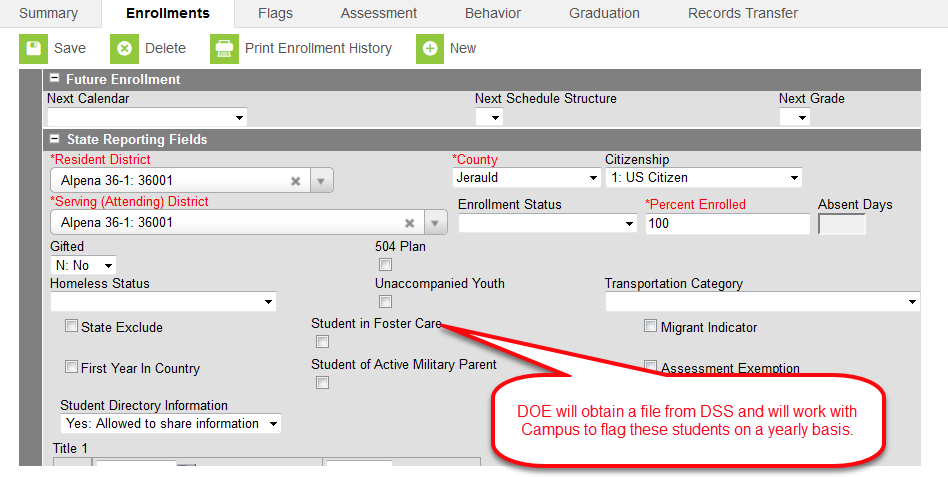 Summary Enrollments Flags Assessment Behavior Graduation Records Transfer
Save Delete Print Enrollment History New
Future Enrollment
Next Calendar Next Schedule Structure Next Grade
State Reporting Fields
*Resident District *County Citizenship
Alpena 36-1: 36001 Jerauld 1: US Citizen
*Serving (Attending) District Enrollment Status *Percent Enrolled Absent Days
Alpena 36-1: 36001 100
Gifted 504 Plan
N: No
Homeless Status Unaccompanied Youth Transportation Category
State Exclude Student in Foster Care Migrant Indicator
First Year In Country Student of Active Military Parent Assessment Exemption
Student Directory Information
Yes: Allowed to share information
DOE will obtain a file from DSS and will work with
Campus to flag these students on a yearly basis.
Title 1